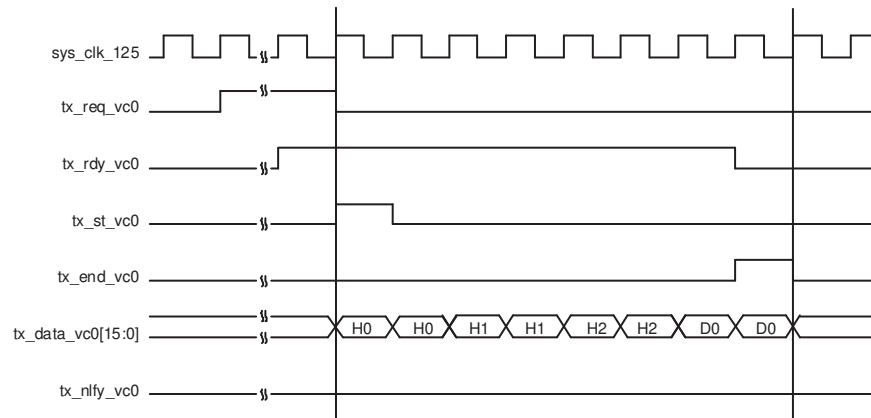 sys_clk_125
tx_req_vc0
tx_rdy_vc0
tx_st_vc0
tx_end_vc0
tx_data_vc0[15:0] H0 H0 H1 H1 H2 H2 D0 D0
tx_nlfy_vc0